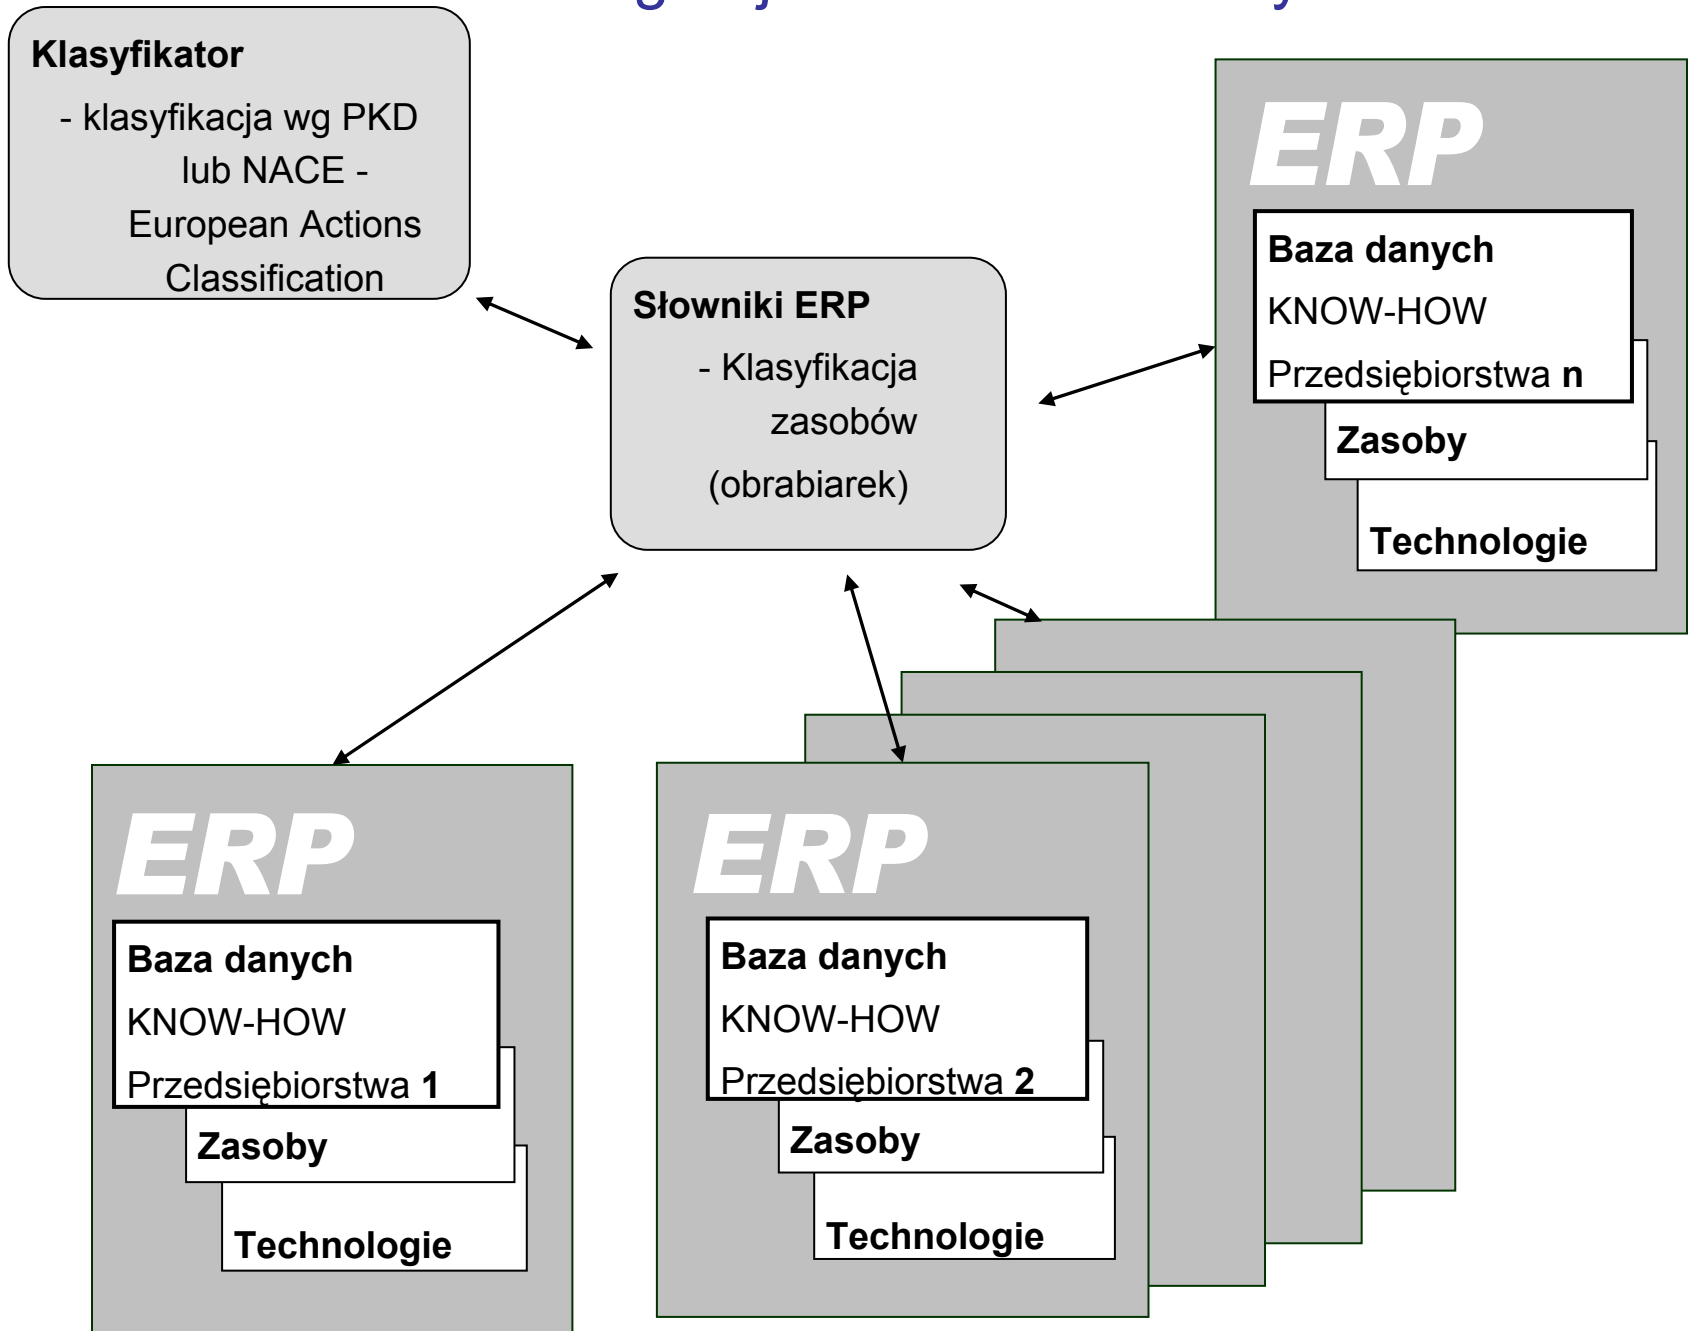 Klasyfikator
- klasyfikacja wg PKD
lub NACE -
European Actions
Classification
Słowniki ERP
- Klasyfikacja
zasobów
(obrabiarek)
ERP
Baza danych
KNOW-HOW
Przedsiębiorstwa n
Zasoby
Technologie
ERP
Baza danych
KNOW-HOW
Przedsiębiorstwa 1
Zasoby
Technologie
ERP
Baza danych
KNOW-HOW
Przedsiębiorstwa 2
Zasoby
Technologie